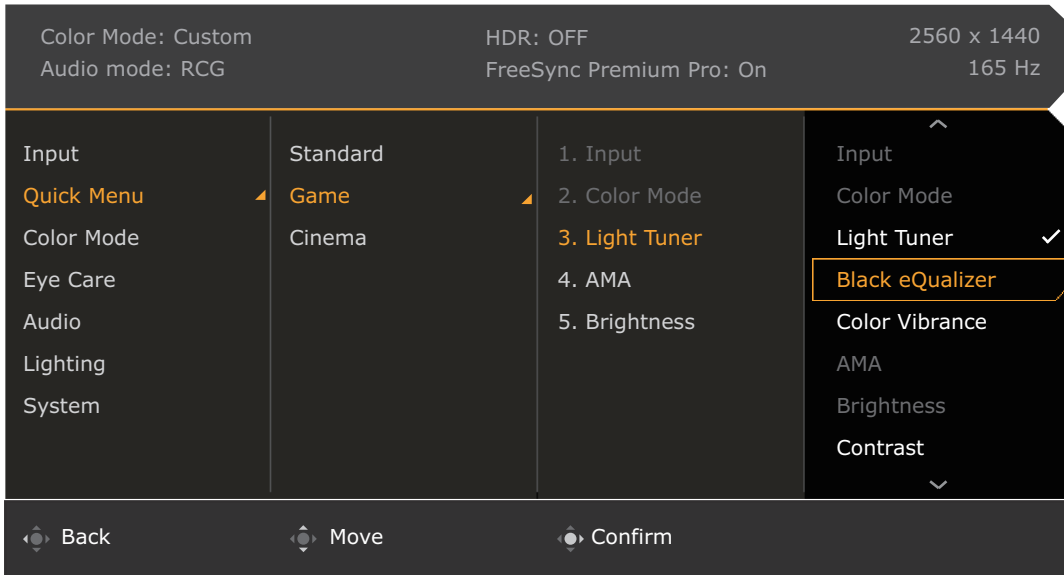 Color Mode: Custom
HDR: OFF
2560 x 1440
Audio mode: RCG
FreeSync Premium Pro: On
165 Hz
Input
Quick Menu
Color Mode
Eye Care
Audio
Lighting
System
Standard
Game
Cinema
1. Input
2. Color Mode
3. Light Tuner
4. AMA
5. Brightness
Input
Color Mode
Light Tuner
Black eQualizer
Color Vibrance
AMA
Brightness
Contrast
Back
Move
Confirm